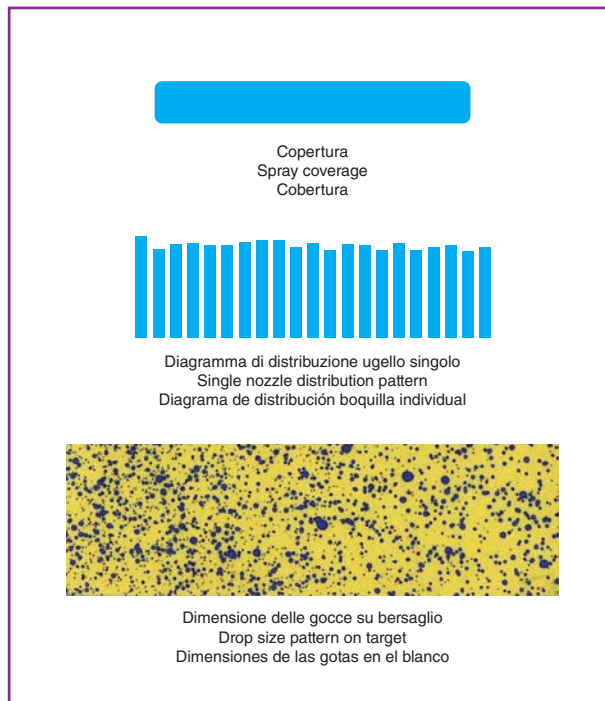 Copertura
Spray coverage
Cobertura
Diagramma di distribuzione ugello singolo
Single nozzle distribution pattern
Diagrama de distribución boquilla individual
Dimensione delle gocce su bersaglio
Drop size pattern on target
Dimensiones de las gotas en el blanco